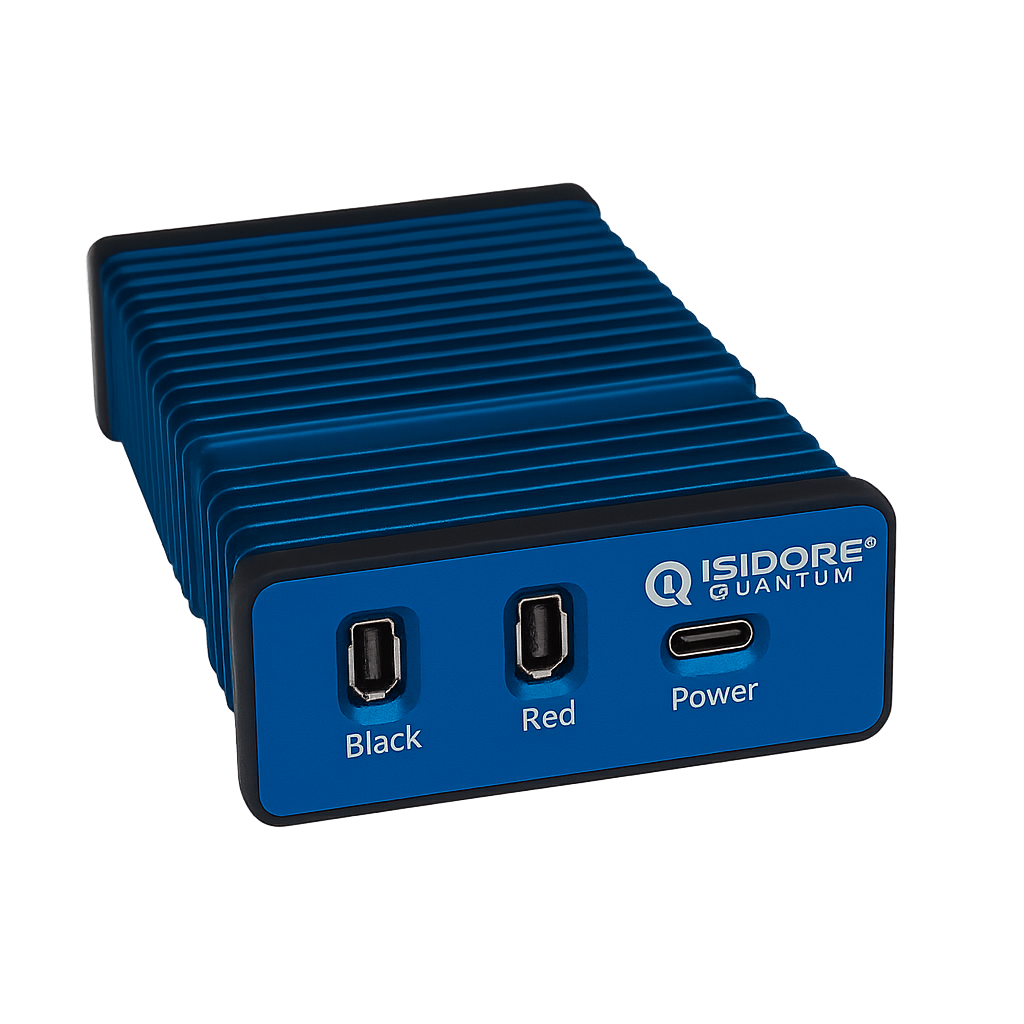 ISIDORE®
QUANTUM
Black
Red
Power